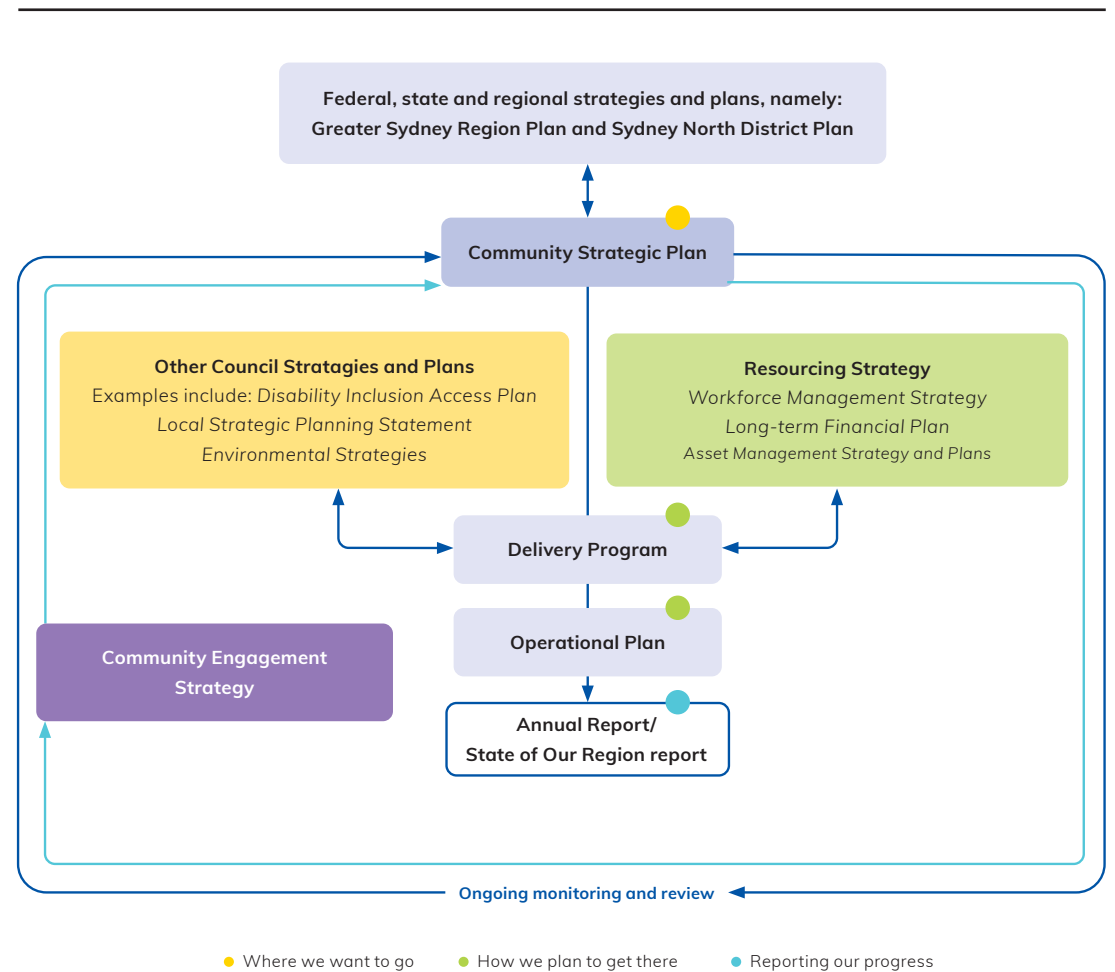 Federal, state and regional strategies and plans, namely:
Greater Sydney Region Plan and Sydney North District Plan
Community Strategic Plan
Other Council Stratagies and Plans
Examples include: Disability Inclusion Access Plan
Local Strategic Planning Statement
Environmental Strategies
Resourcing Strategy
Workforce Management Strategy
Long-term Financial Plan
Asset Management Strategy and Plans
Delivery Program
Operational Plan
Community Engagement
Strategy
Annual Report/
State of Our Region report
Ongoing monitoring and review
Where we want to go
How we plan to get there
Reporting our progress